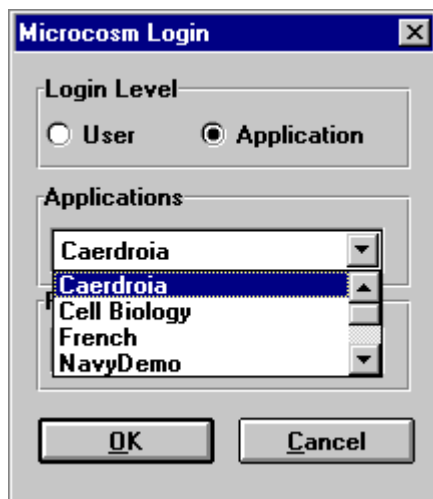 Microcosm Login
Login Level
User
Application
Applications
Caerdroia
Caerdroia
Cell Biology
French
NavyDemo
OK
Cancel